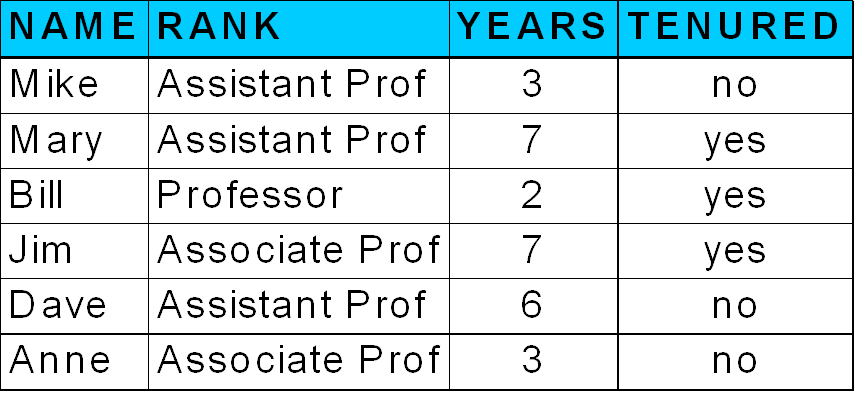 NAME RANK YEARS TENURED
Mike Assistant Prof 3 no
Mary Assistant Prof 7 yes
Bill Professor 2 yes
Jim Associate Prof 7 yes
Dave Assistant Prof 6 no
Anne Associate Prof 3 no